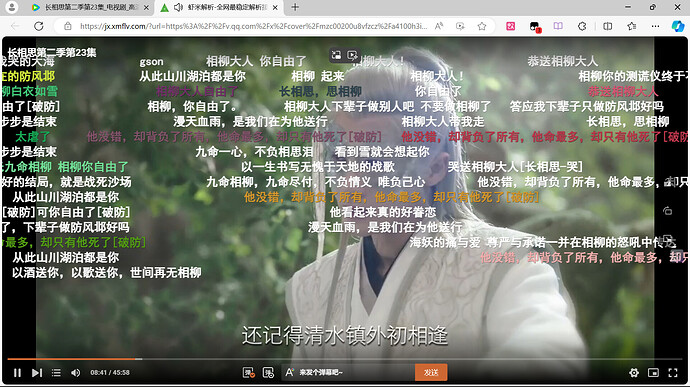 长相思第二季第23集_电视剧_高清
虾米解析-全网最稳定解析接
https://jx.xmflv.com/?url=https%3A%2F%2Fv.qq.com%2Fx%2Fcover%2Fmzc00200u8vfzcz%2Fa4100h3i...
长相思第二季第23集
我哭的大海 gson 相柳大人 你自由了 相柳大人! 恭送相柳大人
在的防风邶 从此山川湖泊都是你 相柳 起来 相柳大人! 相柳你的测谎仪终于不
柳白衣如雪 相柳大人自由了 长相思，思相柳 你自由了 恭送相柳大人
由了[破防] 相柳，你自由了。 相柳大人下辈子做别人吧 不要做相柳了 答应我下辈子只做防风邶好吗
步步是结束 漫天血雨，是我们在为他送行 相柳大人带我走 长相思，思相柳
太虐了 他没错，却背负了所有，他命最多，却只有他死了[破防] 他没错，却背负了所有，他命最多，却只有他死了[破
步步是结束 九命一心，不负相思泪 看到雪就会想起你
长九命相柳 相柳你自由了 以一生书写无愧于天地的战歌 哭送相柳大人[长相思-哭]
好的结局，就是战死沙场 九命相柳，九命尽付，不负情义 唯负己心 他没错，却背负了所有，他命最多，却只
从此山川湖泊都是你 他没错，却背负了所有，他命最多，却只有他死了[破防]
[破防]可你自由了[破防] 他看起来真的好眷恋
了，下辈子做防风邶好吗 漫天血雨，是我们在为他送行
命最多，却只有他死了[破防] 海妖的痛与爱 尊严与承诺一并在相柳的怒吼中
从此山川湖泊都是你 他没错，却背负了所有，他命最多，却只
以酒送你，以歌送你，世间再无相柳
还记得清水镇外初相逢
08:41 / 45:58 弹 弹 来发个弹幕吧~ 发送